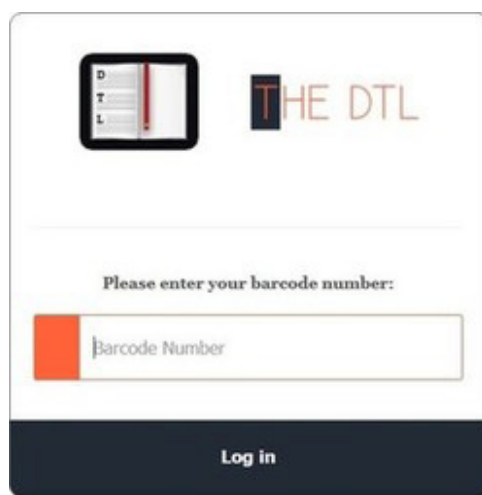 D
T
L
THE DTL
Please enter your barcode number:
Barcode Number
Log in